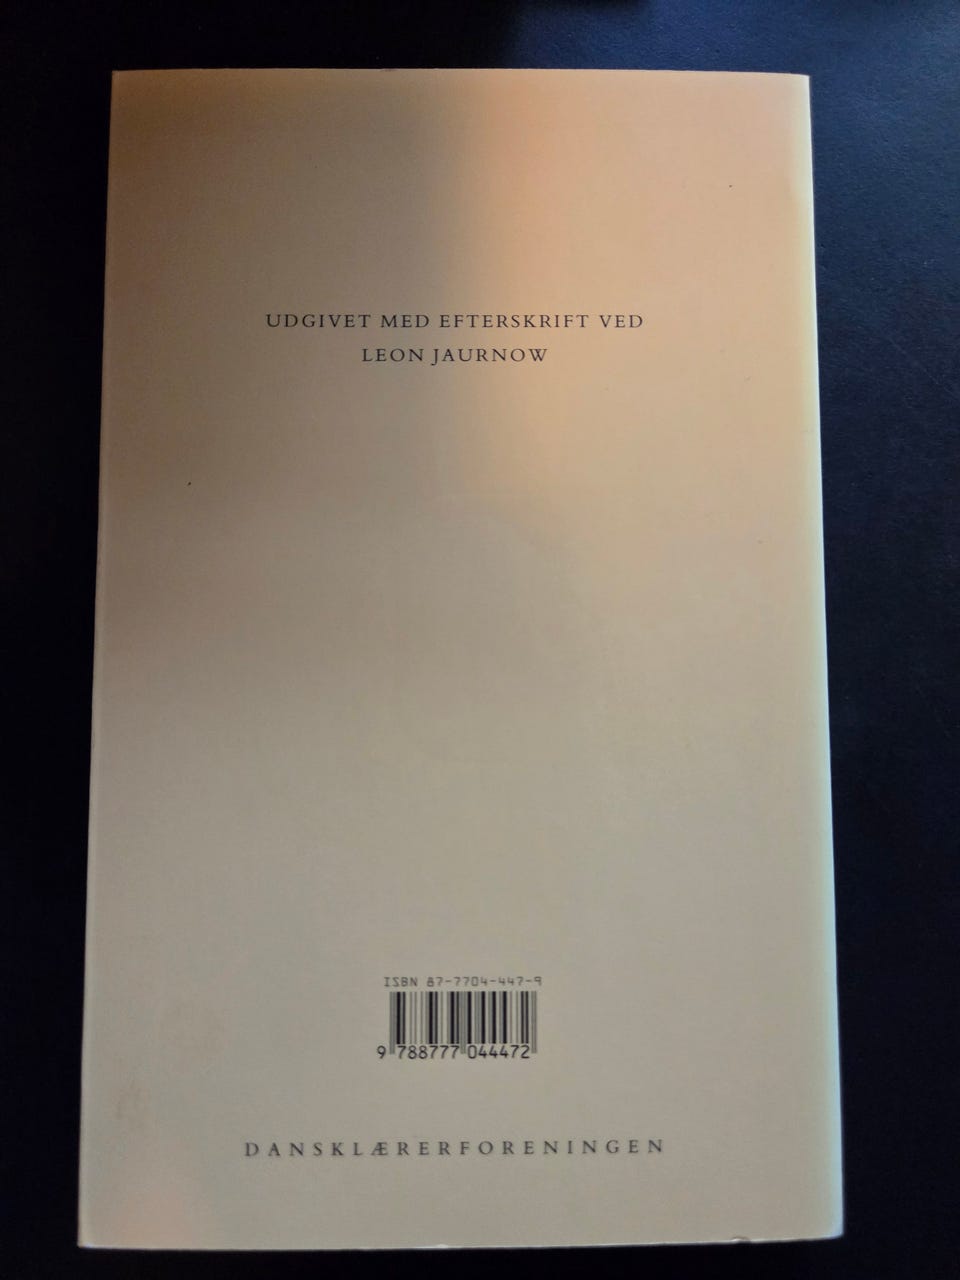 UDGIVET MED EFTERSKRIFT VED
LEON JAURNOW
ISBN 87-7704-447-9
9 788777 044472
DANSKLÆRERFORENINGEN